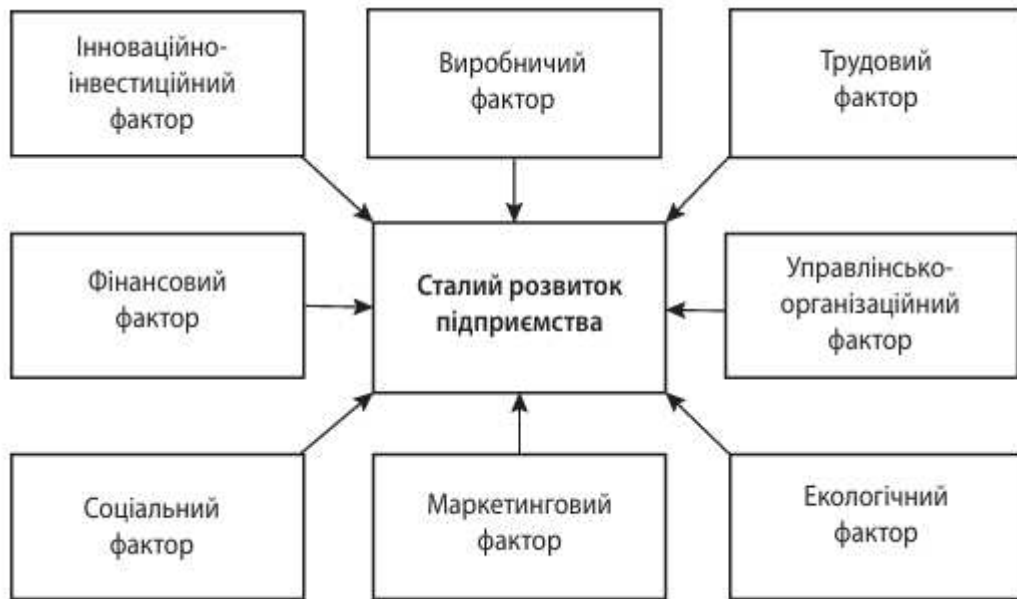 Інноваційно-
інвестиційний
фактор
Виробничий
фактор
Трудовий
фактор
Фінансовий
фактор
Сталий розвиток
підприємства
Управлінсько-
організаційний
фактор
Соціальний
фактор
Маркетинговий
фактор
Екологічний
фактор